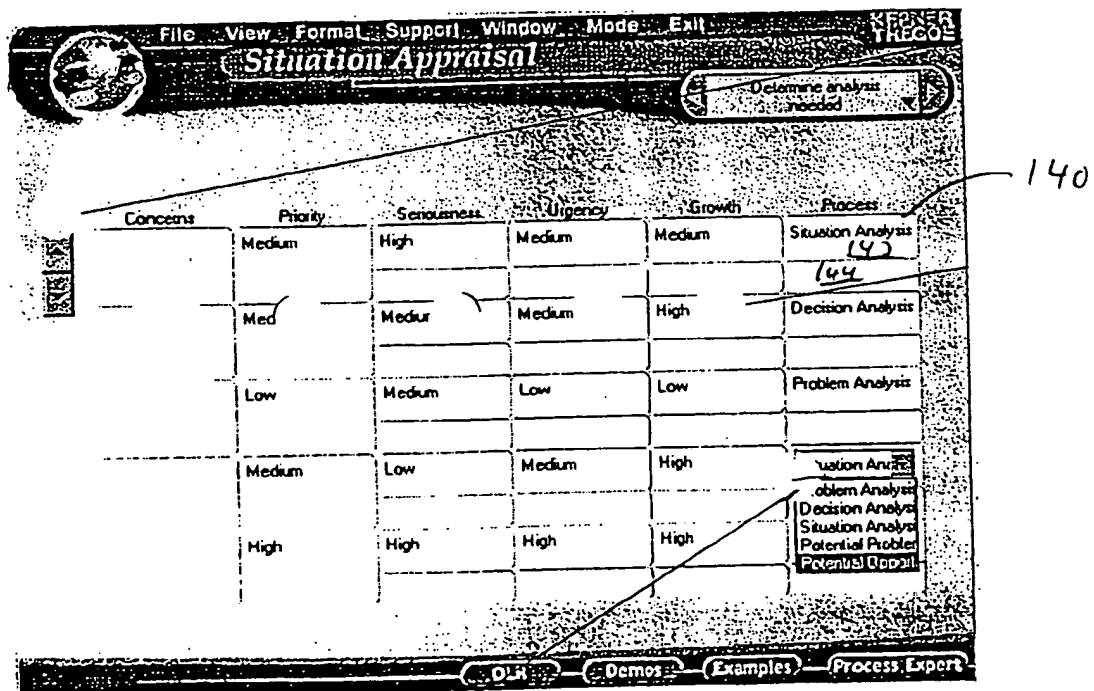 File View Format Support Window Mode Exit
KEPNER
TREGOE
Situation Appraisal
Determine analysis
needed
140
Concerns Priority Seriousness Urgency Growth Process
Medium High Medium Medium Situation Analysis
142
144
Med Mediur Medium High Decision Analysis
Low Medium Low Low Problem Analysis
Medium Low Medium High uation Ana
oblem Analysi
Decision Analysi
Situation Analysi
High High High High Potential Probler
Potential Opport
Demos Examples Process Expert